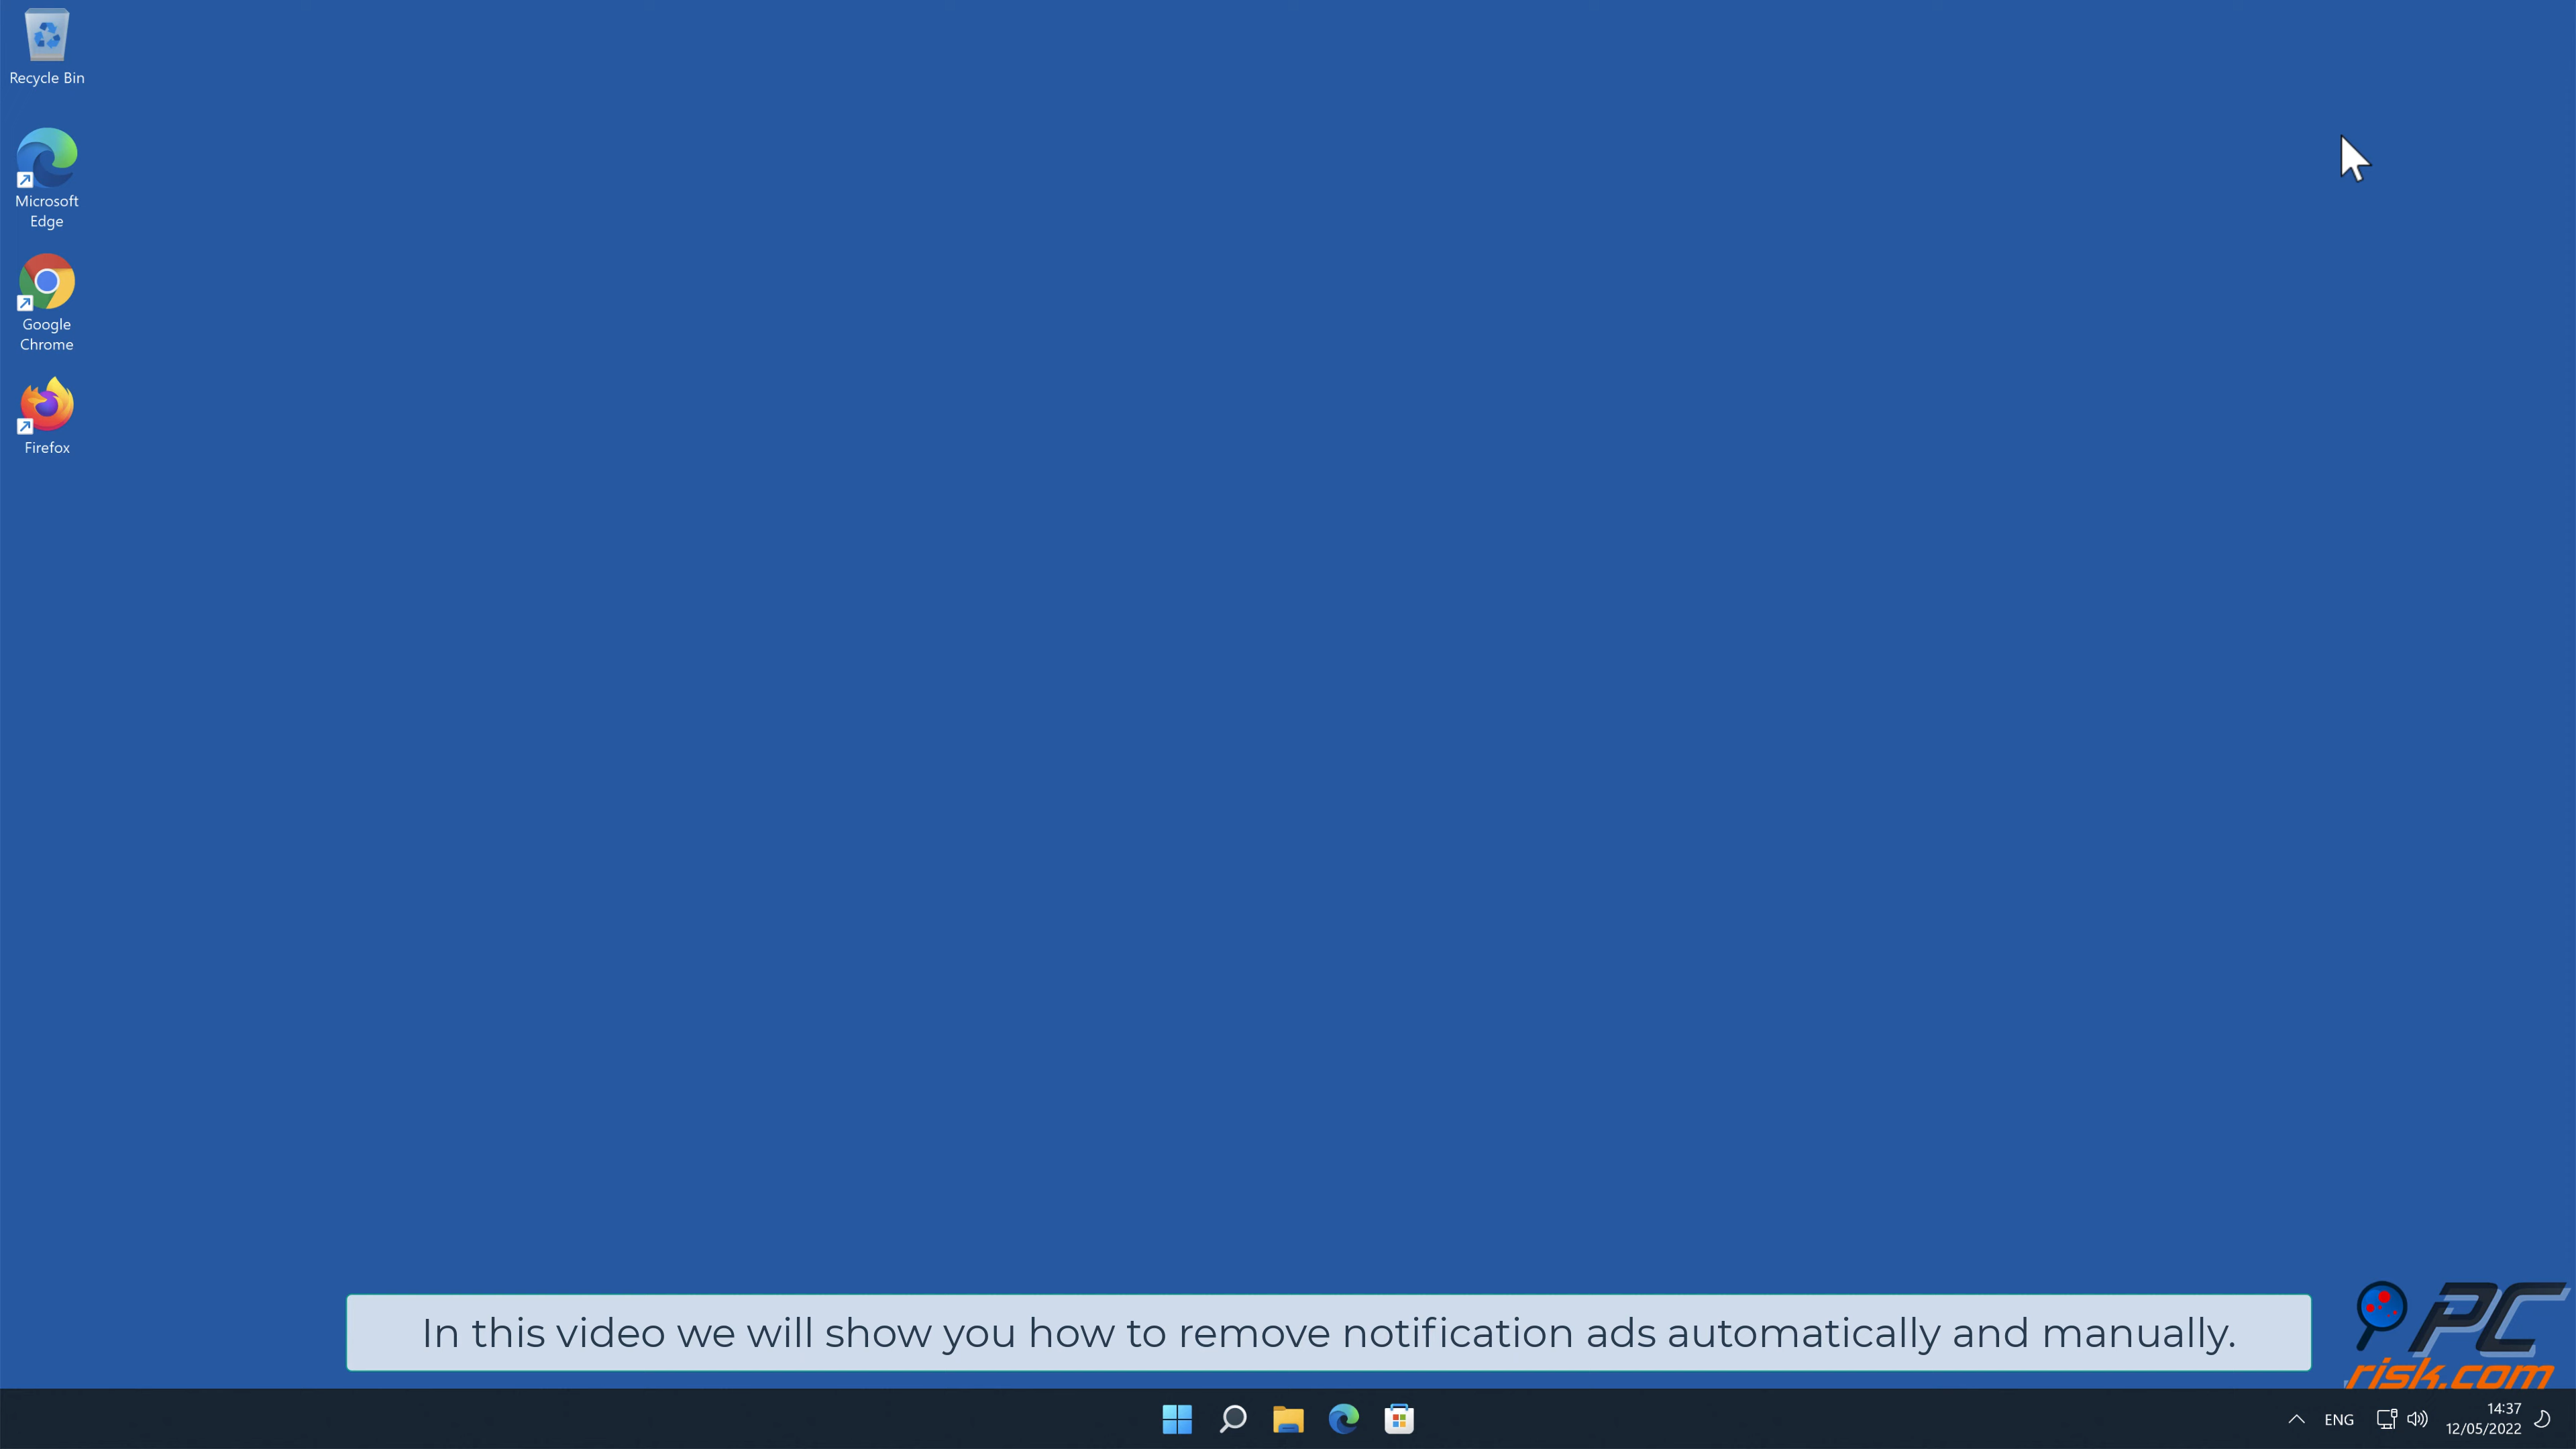 Recycle Bin
Microsoft
Edge
Google
Chrome
Firefox
In this video we will show you how to remove notification ads automatically and manually.
PC
risk.com
ENG
14:37
12/05/2022